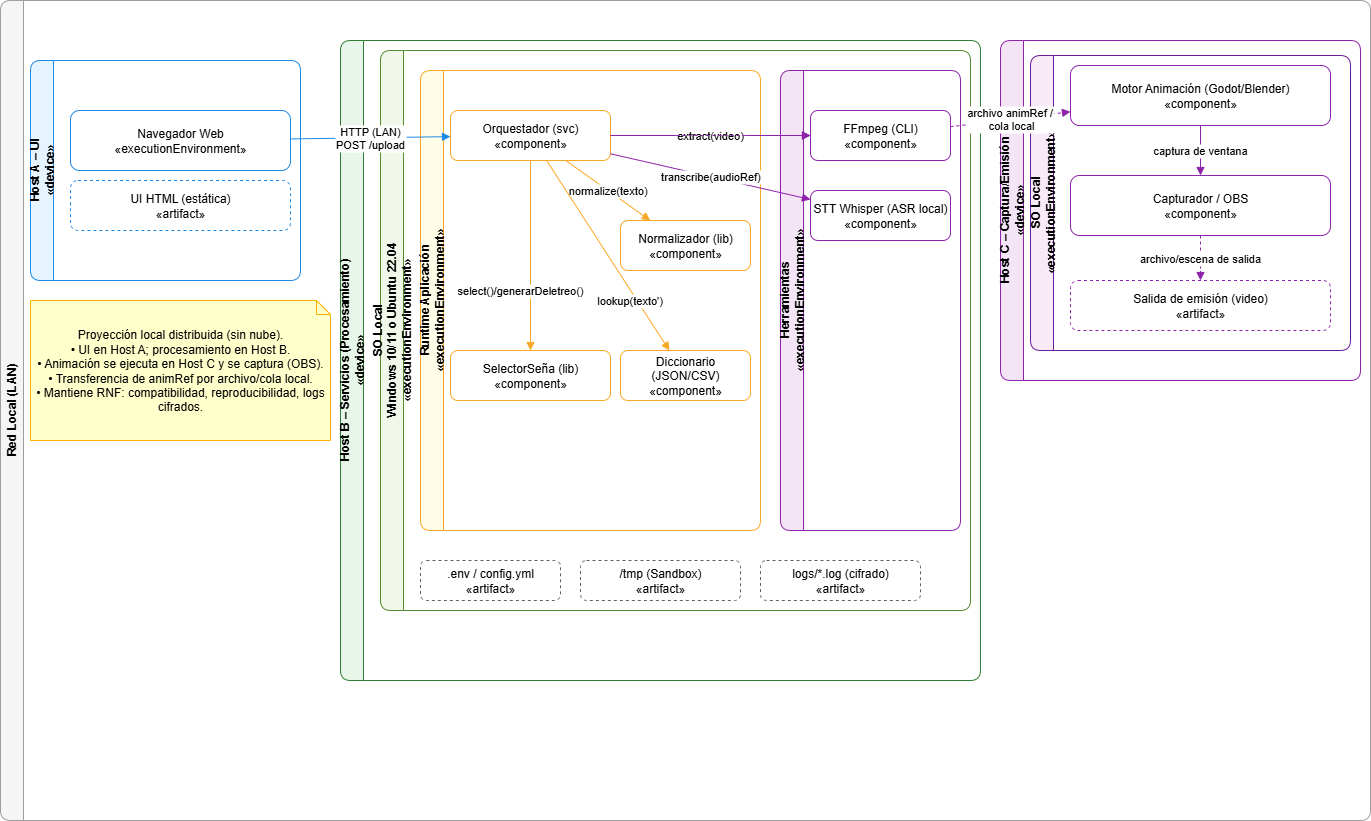 Red Local (LAN)
Host A – UI
«device»
Navegador Web
«executionEnvironment»
UI HTML (estática)
«artifact»
Proyección local distribuida (sin nube).
• UI en Host A; procesamiento en Host B.
• Animación se ejecuta en Host C y se captura (OBS).
• Transferencia de animRef por archivo/cola local.
• Mantiene RNF: compatibilidad, reproducibilidad, logs
cifrados.
HTTP (LAN)
POST /upload
Host B – Servicios (Procesamiento)
«device»
SO Local
Windows 10/11 o Ubuntu 22.04
«executionEnvironment»
Runtime Aplicación
«executionEnvironment»
Orquestador (svc)
«component»
extract(video)
transcribe(audioRef)
normalize(texto)
Normalizador (lib)
«component»
select()/generarDeletreo()
lookup(texto')
SelectorSeña (lib)
«component»
Diccionario
(JSON/CSV)
«component»
Herramientas
«executionEnvironment»
FFmpeg (CLI)
«component»
STT Whisper (ASR local)
«component»
.env / config.yml
«artifact»
/tmp (Sandbox)
«artifact»
logs/*.log (cifrado)
«artifact»
archivo animRef /
cola local
Host C – Captura/Emisión
«device»
SO Local
«executionEnvironment»
Motor Animación (Godot/Blender)
«component»
captura de ventana
Capturador / OBS
«component»
archivo/escena de salida
Salida de emisión (video)
«artifact»